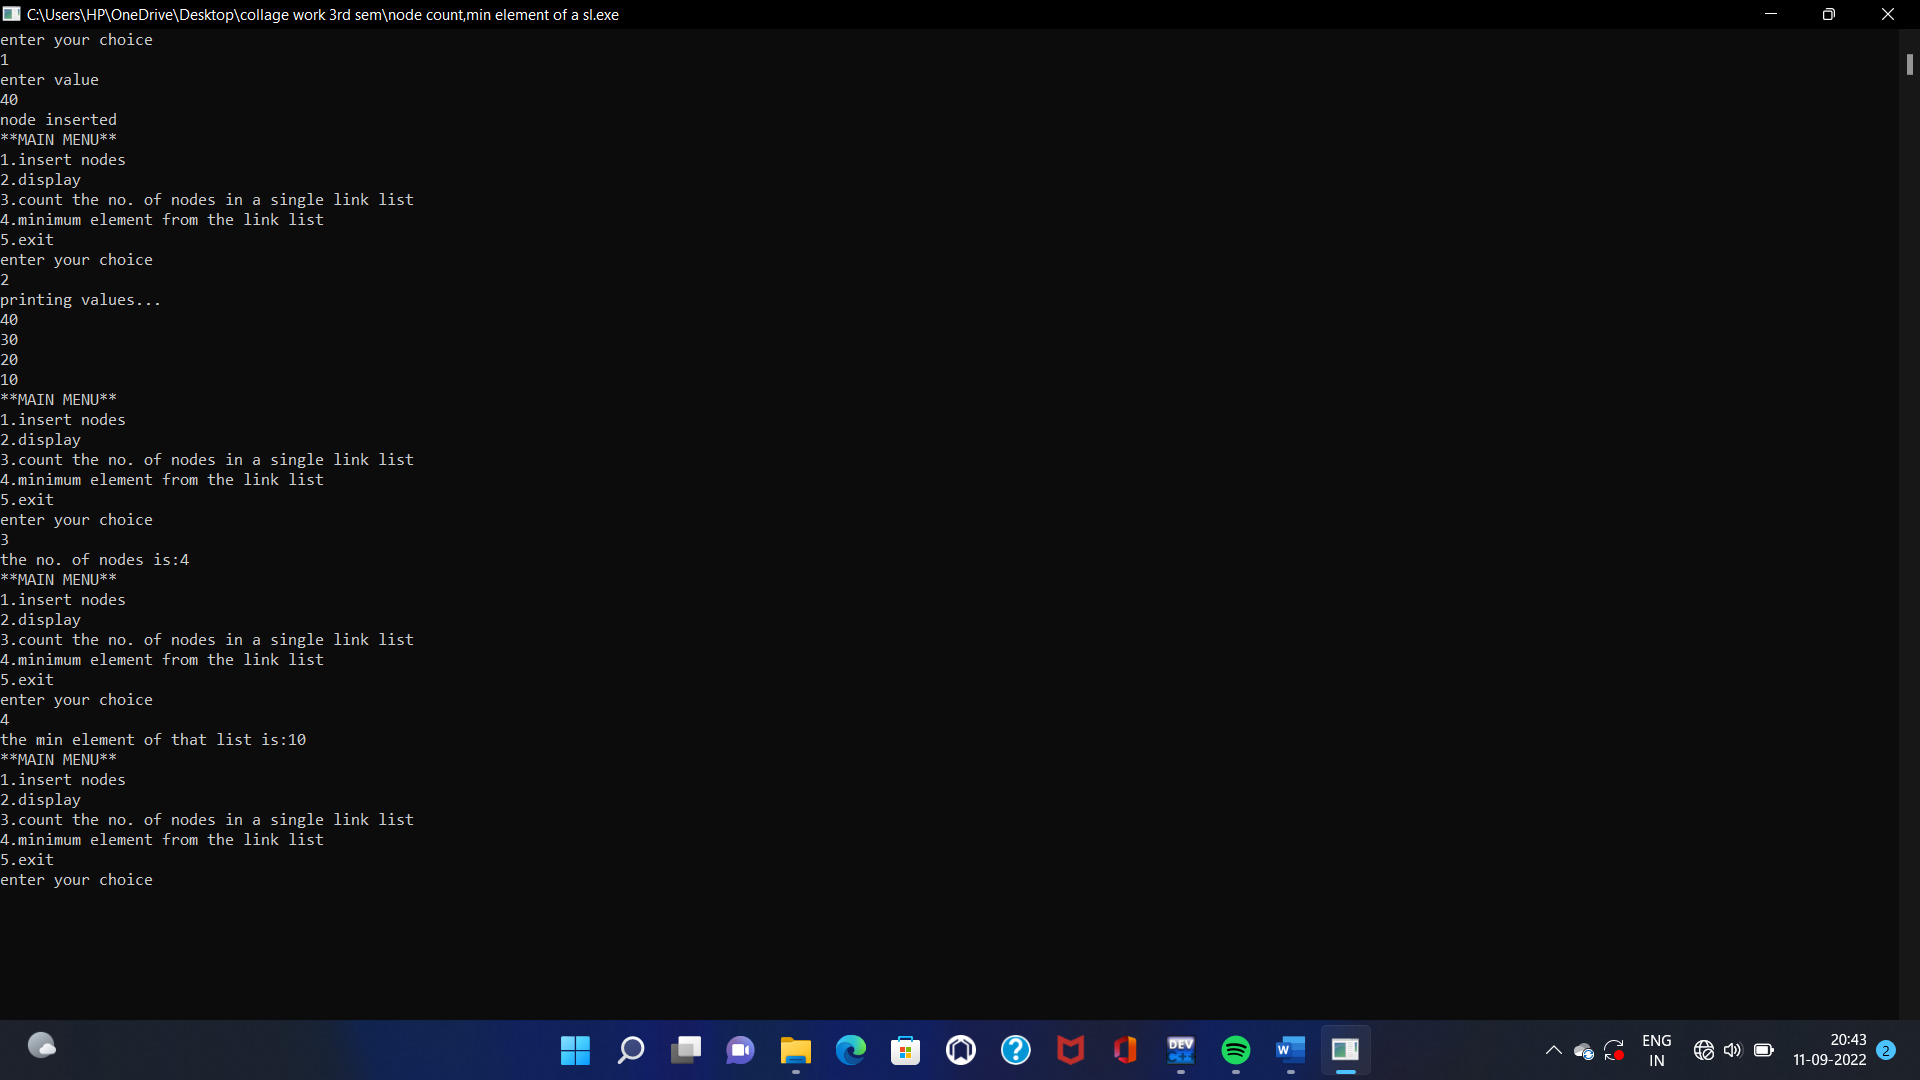 C:\Users\HP\OneDrive\Desktop\collage work 3rd sem\node count,min element of a sl.exe
enter your choice
1
enter value
40
node inserted
**MAIN MENU**
1.insert nodes
2.display
3.count the no. of nodes in a single link list
4.minimum element from the link list
5.exit
enter your choice
2
printing values...
40
30
20
10
**MAIN MENU**
1.insert nodes
2.display
3.count the no. of nodes in a single link list
4.minimum element from the link list
5.exit
enter your choice
3
the no. of nodes is:4
**MAIN MENU**
1.insert nodes
2.display
3.count the no. of nodes in a single link list
4.minimum element from the link list
5.exit
enter your choice
4
the min element of that list is:10
**MAIN MENU**
1.insert nodes
2.display
3.count the no. of nodes in a single link list
4.minimum element from the link list
5.exit
enter your choice
DEV
C++
W
ENG
IN
20:43
11-09-2022
2